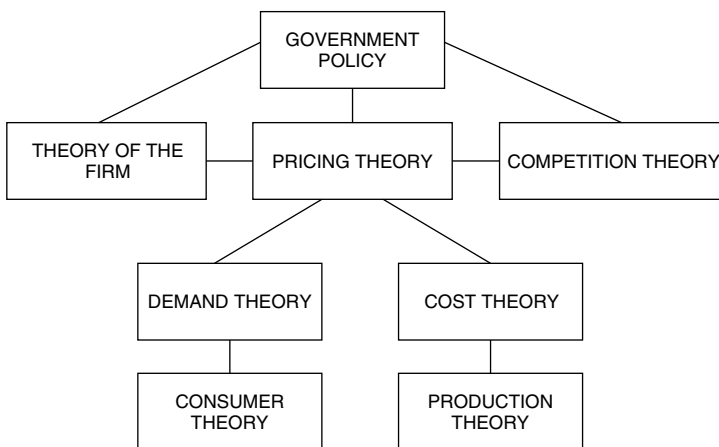 GOVERNMENT
POLICY
THEORY OF THE
FIRM
PRICING THEORY
COMPETITION THEORY
DEMAND THEORY
COST THEORY
CONSUMER
THEORY
PRODUCTION
THEORY